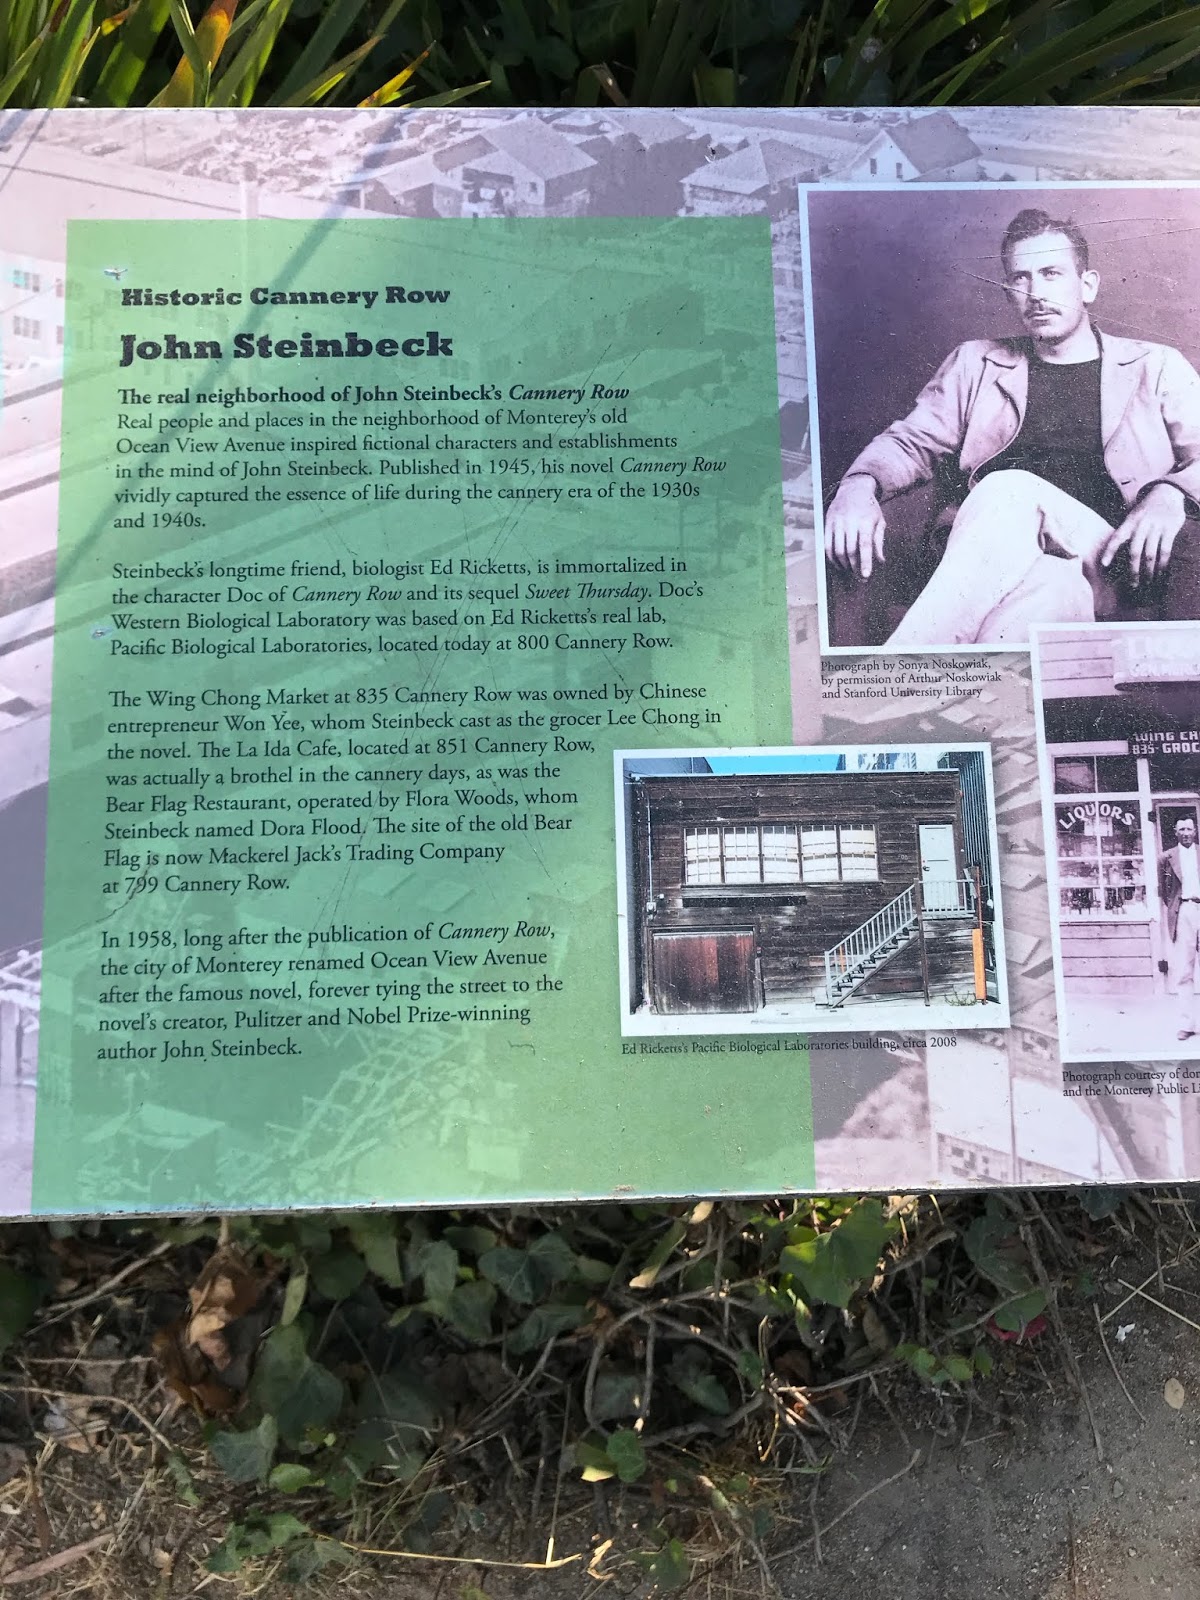 Historic Cannery Row
John Steinbeck
The real neighborhood of John Steinbeck's Cannery Row
Real people and places in the neighborhood of Monterey's old
Ocean View Avenue inspired fictional characters and establishments
in the mind of John Steinbeck. Published in 1945, his novel Cannery Row
vividly captured the essence of life during the cannery era of the 1930s
and 1940s.
Steinbeck's longtime friend, biologist Ed Ricketts, is immortalized in
the character Doc of Cannery Row and its sequel Sweet Thursday. Doc's
Western Biological Laboratory was based on Ed Ricketts's real lab,
Pacific Biological Laboratories, located today at 800 Cannery Row.
The Wing Chong Market at 835 Cannery Row was owned by Chinese
entrepreneur Won Yee, whom Steinbeck cast as the grocer Lee Chong in
the novel. The La Ida Cafe, located at 851 Cannery Row,
was actually a brothel in the cannery days, as was the
Bear Flag Restaurant, operated by Flora Woods, whom
Steinbeck named Dora Flood. The site of the old Bear
Flag is now Mackerel Jack's Trading Company
at 799 Cannery Row.
In 1958, long after the publication of Cannery Row,
the city of Monterey renamed Ocean View Avenue
after the famous novel, forever tying the street to the
novel's creator, Pulitzer and Nobel Prize-winning
author John Steinbeck.
Photograph by Sonya Noskowiak,
by permission of Arthur Noskowiak
and Stanford University Library
WING CH
835- GROC
LIQUORS
Ed Ricketts's Pacific Biological Laboratories building, circa 2008
Photograph courtesy of don
and the Monterey Public Li